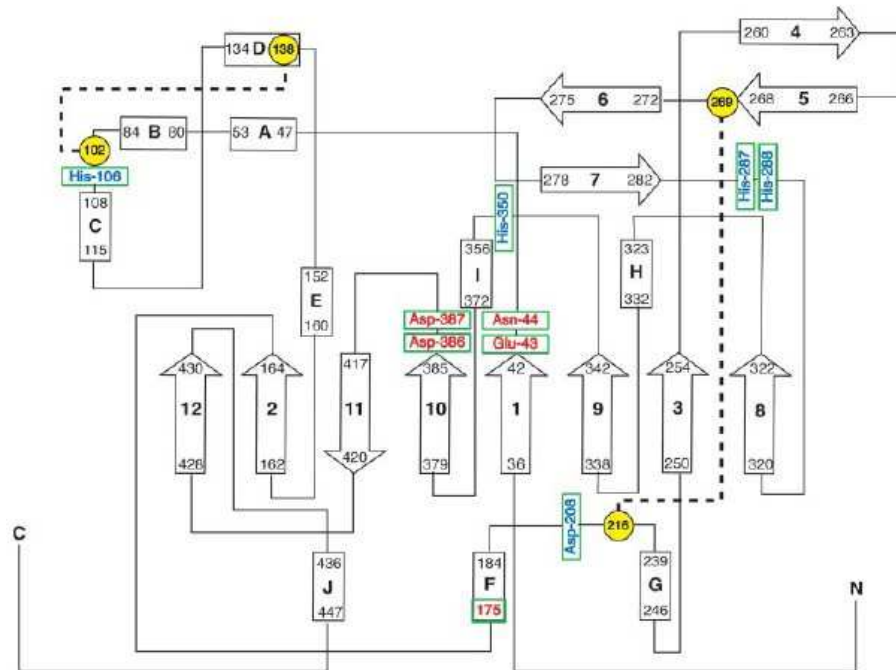 260 4 263
134 D 138
275 6 272 269 268 5 266
84 B 80 53 A 47
102
His-106
278 7 282 His-287 His-288
108 C 115
His-350
356 I 372
323 H 332
152 E 160
Asp-387 Asn-44
Asp-386 Glu-43
430 12 428
164 2 162
417 11 420
385 10 379
42 1 36
342 9 338
254 3 250
322 8 320
Asp-208 216
C
N
436 J 447
184 F 175
239 G 246